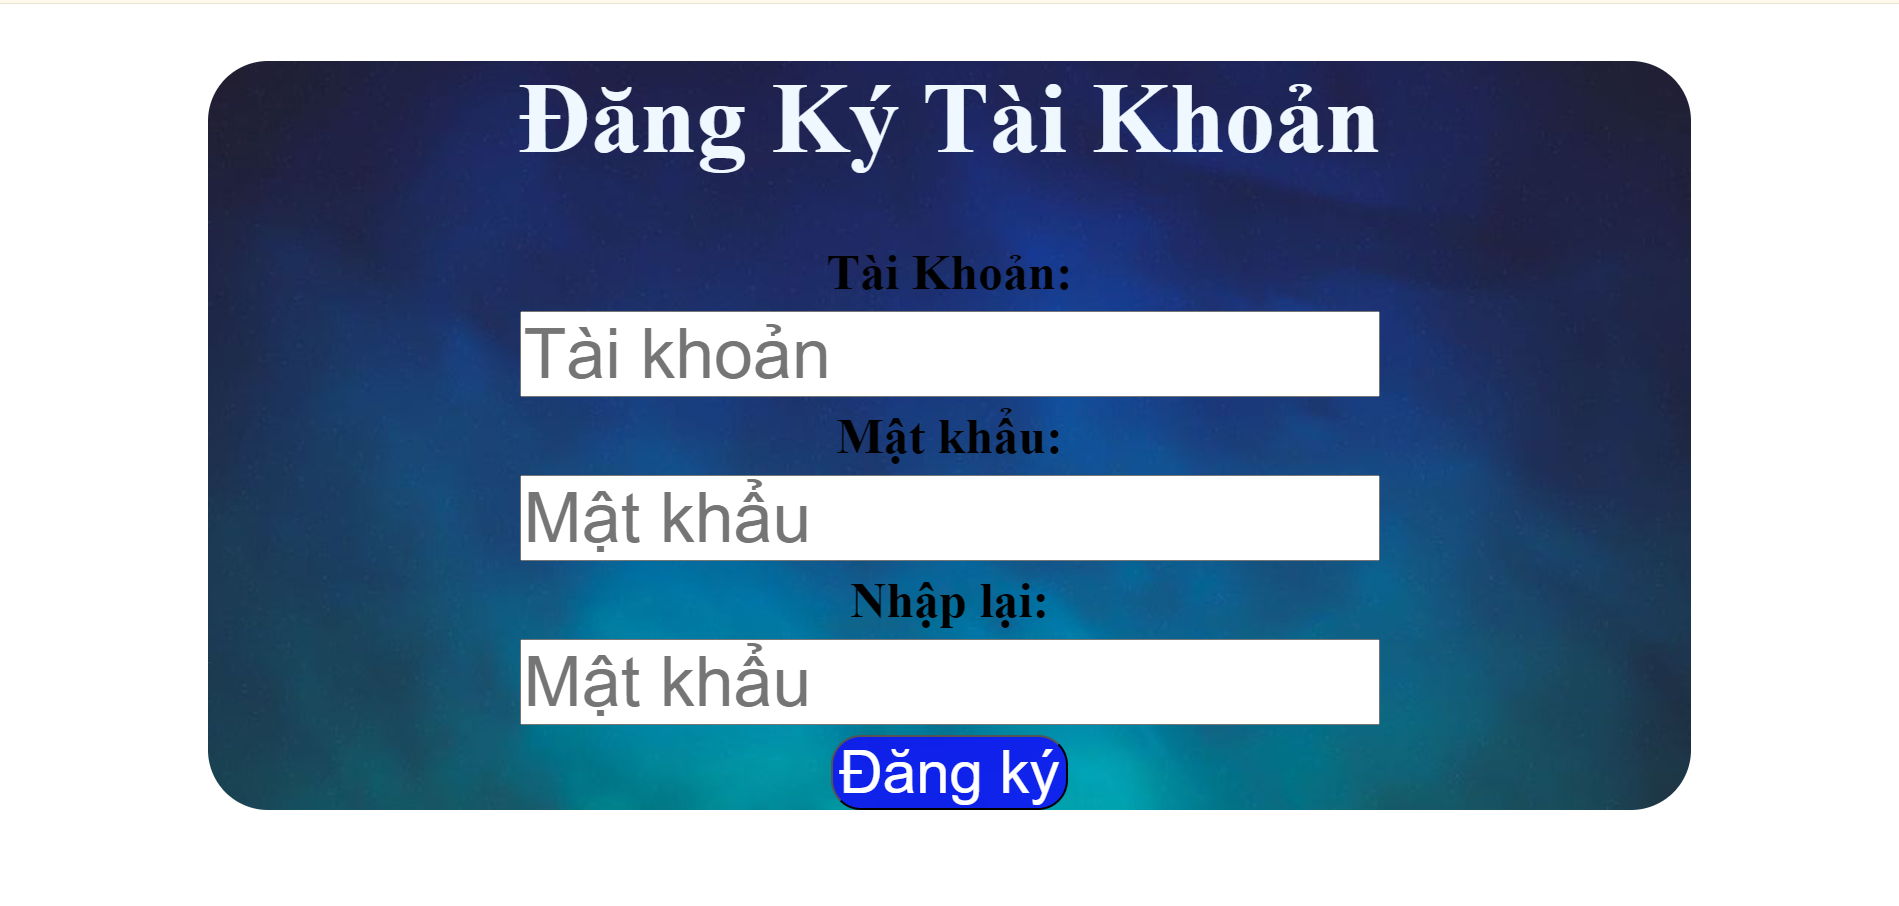 Đăng Ký Tài Khoản
Tài Khoản:
Tài khoản
Mật khẩu:
Mật khẩu
Nhập lại:
Mật khẩu
Đăng ký